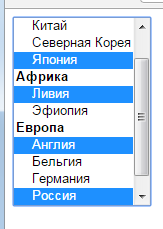 Китай
Северная Корея
Япония
Африка
Ливия
Эфиопия
Европа
Англия
Бельгия
Германия
Россия